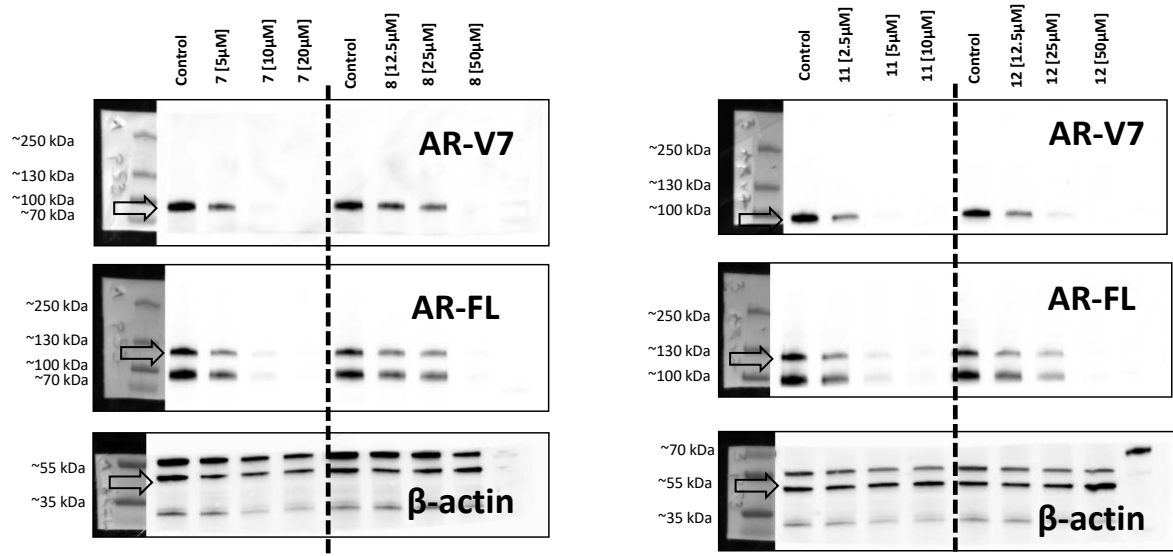 Control
7 [5µM]
7 [10µM]
7 [20µM]
Control
8 [12.5µM]
8 [25µM]
8 [50µM]
~250 kDa
~130 kDa
~100 kDa
~70 kDa
AR-V7
~250 kDa
~130 kDa
~100 kDa
~70 kDa
AR-FL
~55 kDa
~35 kDa
β-actin
Control
11 [2.5µM]
11 [5µM]
11 [10µM]
Control
12 [12.5µM]
12 [25µM]
12 [50µM]
~250 kDa
~130 kDa
~100 kDa
AR-V7
~250 kDa
~130 kDa
~100 kDa
AR-FL
~70 kDa
~55 kDa
~35 kDa
β-actin